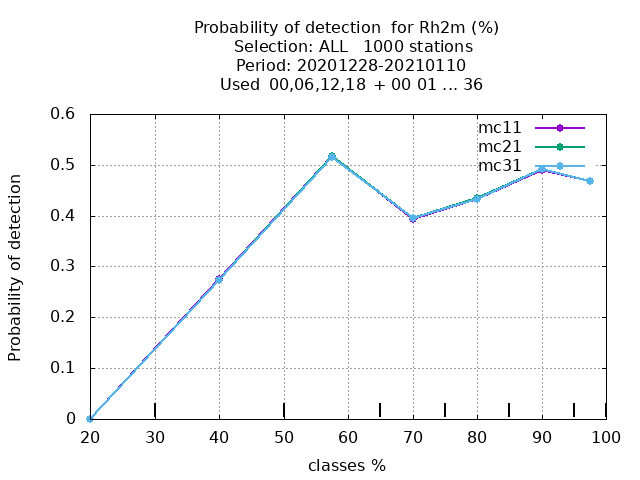 Probability of detection  for Rh2m (%)
Selection: ALL   1000 stations
Period: 20201228-20210110
Used  00,06,12,18  + 00 01 ... 36
mc11
mc21
mc31
Probability of detection
0.6
0.5
0.4
0.3
0.2
0.1
0
20 30 40 50 60 70 80 90 100
classes %